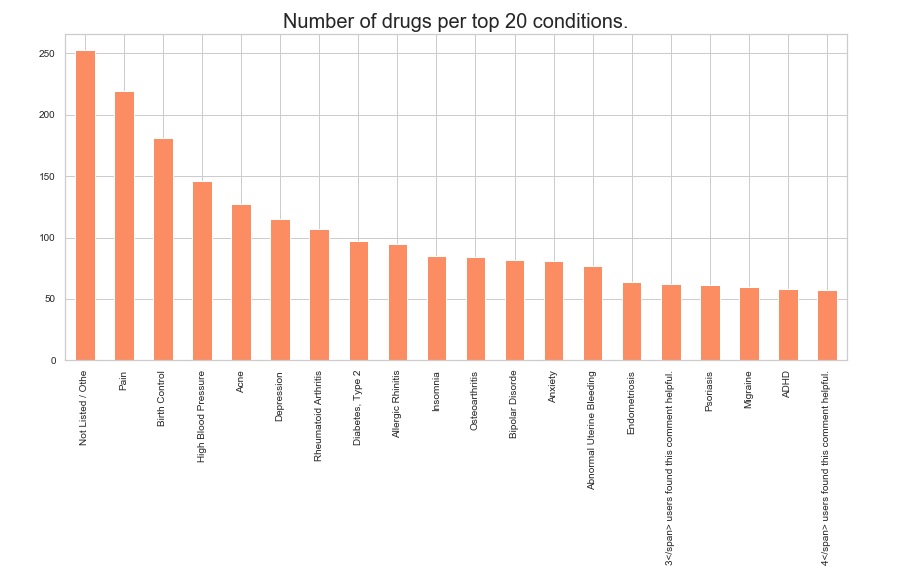 Number of drugs per top 20 conditions.
250
200
150
100
50
0
Not Listed / Othe
Pain
Birth Control
High Blood Pressure
Acne
Depression
Rheumatoid Arthritis
Diabetes, Type 2
Allergic Rhinitis
Insomnia
Osteoarthritis
Bipolar Disorde
Anxiety
Abnormal Uterine Bleeding
Endometriosis
3</span> users found this comment helpful.
Psoriasis
Migraine
ADHD
4</span> users found this comment helpful.